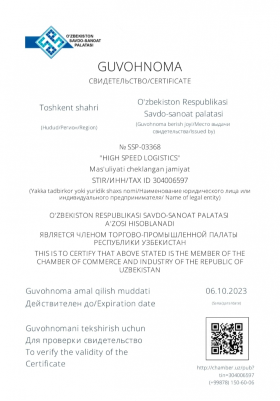 O'ZBEKISTON
SAVDO-SANOAT
PALATASI
GUVOHNOMA
СВИДЕТЕЛЬСТВО/CERTIFICATE
Toshkent shahri
(Hudud/Регион/Region)
O'zbekiston Respublikasi
Savdo-sanoat palatasi
(Guvohnoma berish joyi/Место выдачи
свидетельства/Issued by)
№ SSP-03368
"HIGH SPEED LOGISTICS"
Mas'uliyati cheklangan jamiyat
STIR/ИНН/TAX ID 304006597
(Yakka tadbirkor yoki yuridik shaxs nomi/Наименования юридического лица или
индивидуального предпринимателя/ Name of legal entity)
O'ZBEKISTON RESPUBLIKASI SAVDO-SANOAT PALATASI
A'ZOSI HISOBLANADI
ЯВЛЯЕТСЯ ЧЛЕНОМ ТОРГОВО-ПРОМЫШЛЕННОЙ ПАЛАТЫ
РЕСПУБЛИКИ УЗБЕКИСТАН
THIS IS TO CERTIFY THAT ABOVE STATED IS THE MEMBER OF THE
CHAMBER OF COMMERCE AND INDUSTRY OF THE REPUBLIC OF
UZBEKISTAN
Guvohnoma amal qilish muddati
Действителен до/Expiration date
06.10.2023
Guvohnomani tekshirish uchun
Для проверки свидетельство
To verify the validity of the
Certificate
http://chamber.uz/qub?
tin=304006597
(+99878) 150-60-06